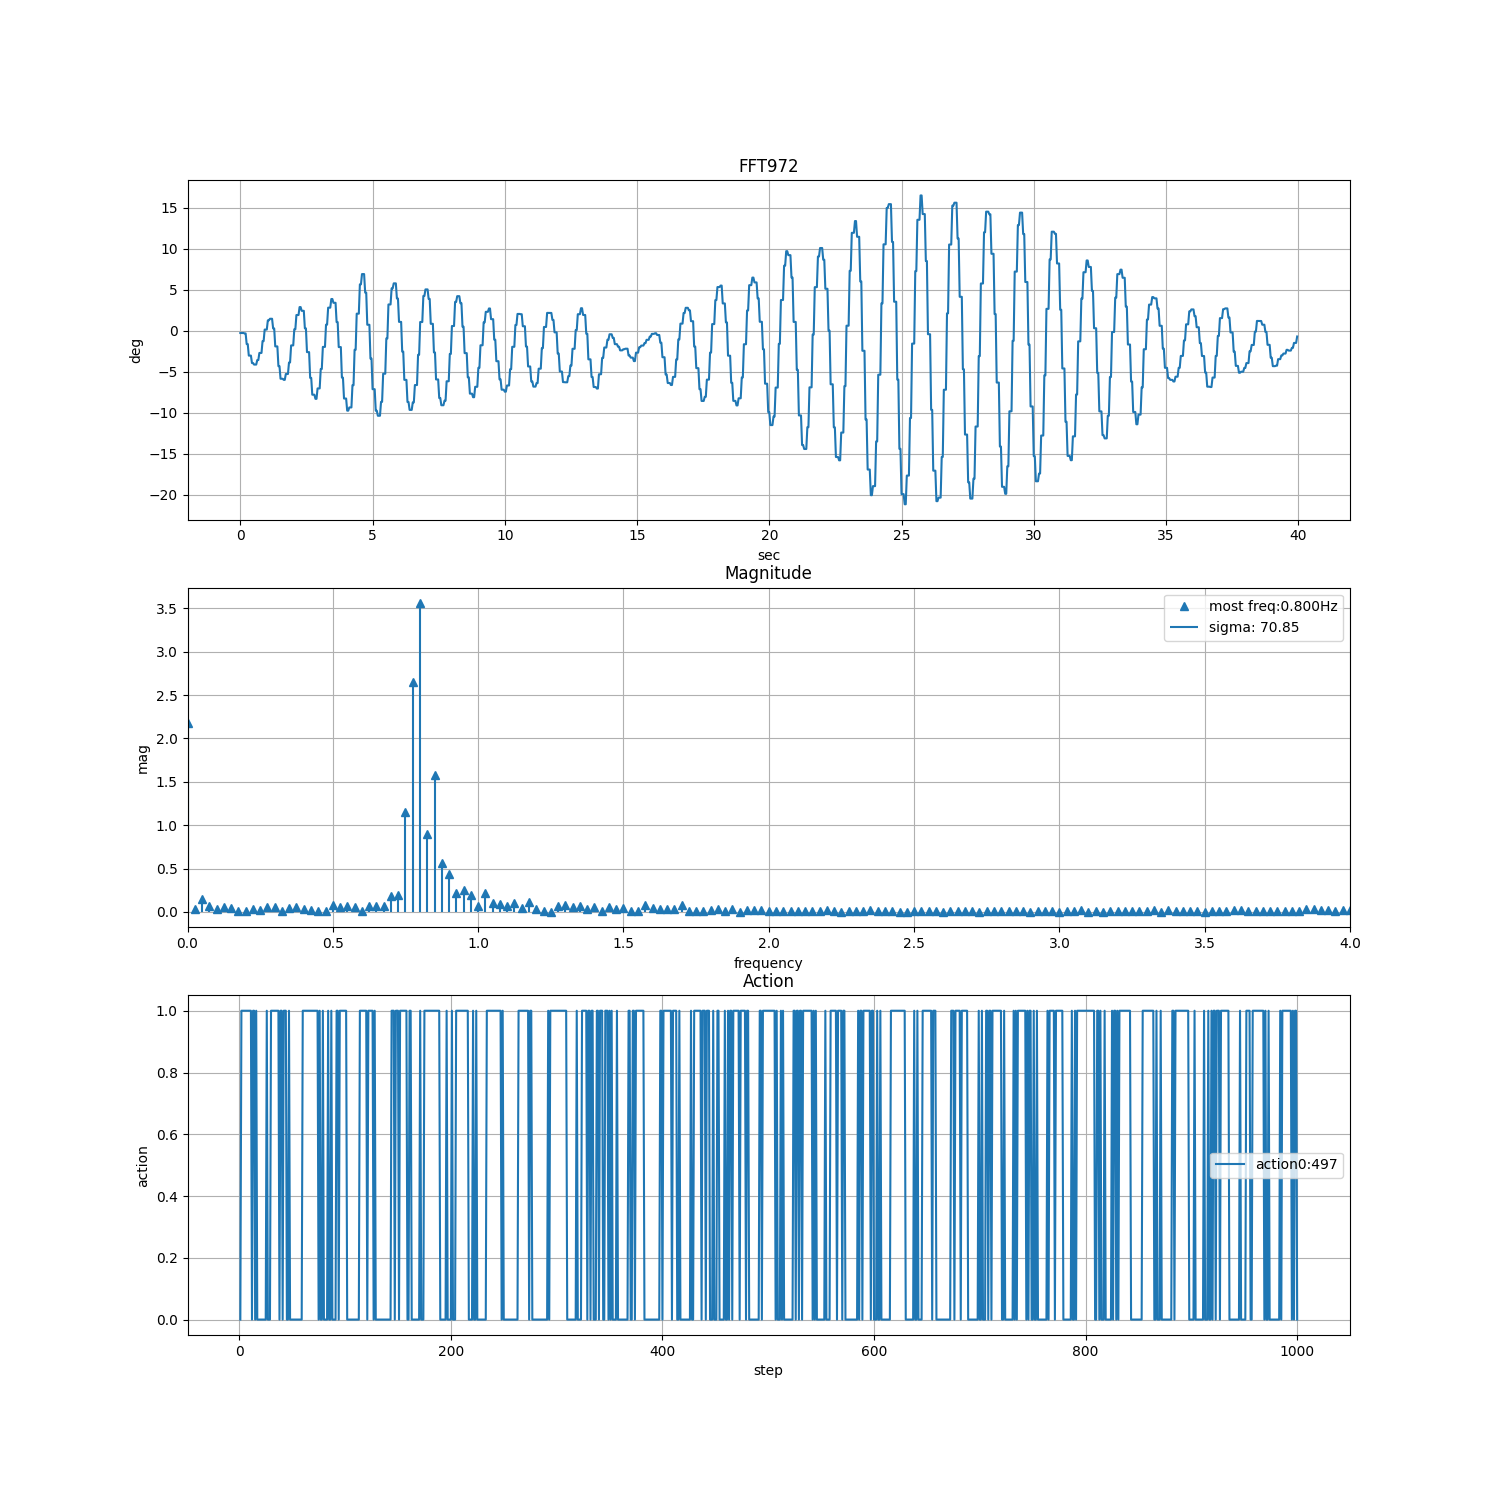 FFT972
15
10
5
0
−5
−10
−15
−20
deg
0 5 10 15 20 25 30 35 40
sec
Magnitude
most freq:0.800Hz
sigma: 70.85
3.5
3.0
2.5
2.0
1.5
1.0
0.5
0.0
mag
0.0 0.5 1.0 1.5 2.0 2.5 3.0 3.5 4.0
frequency
Action
1.0
0.8
0.6
0.4
0.2
0.0
action
action0:497
0 200 400 600 800 1000
step